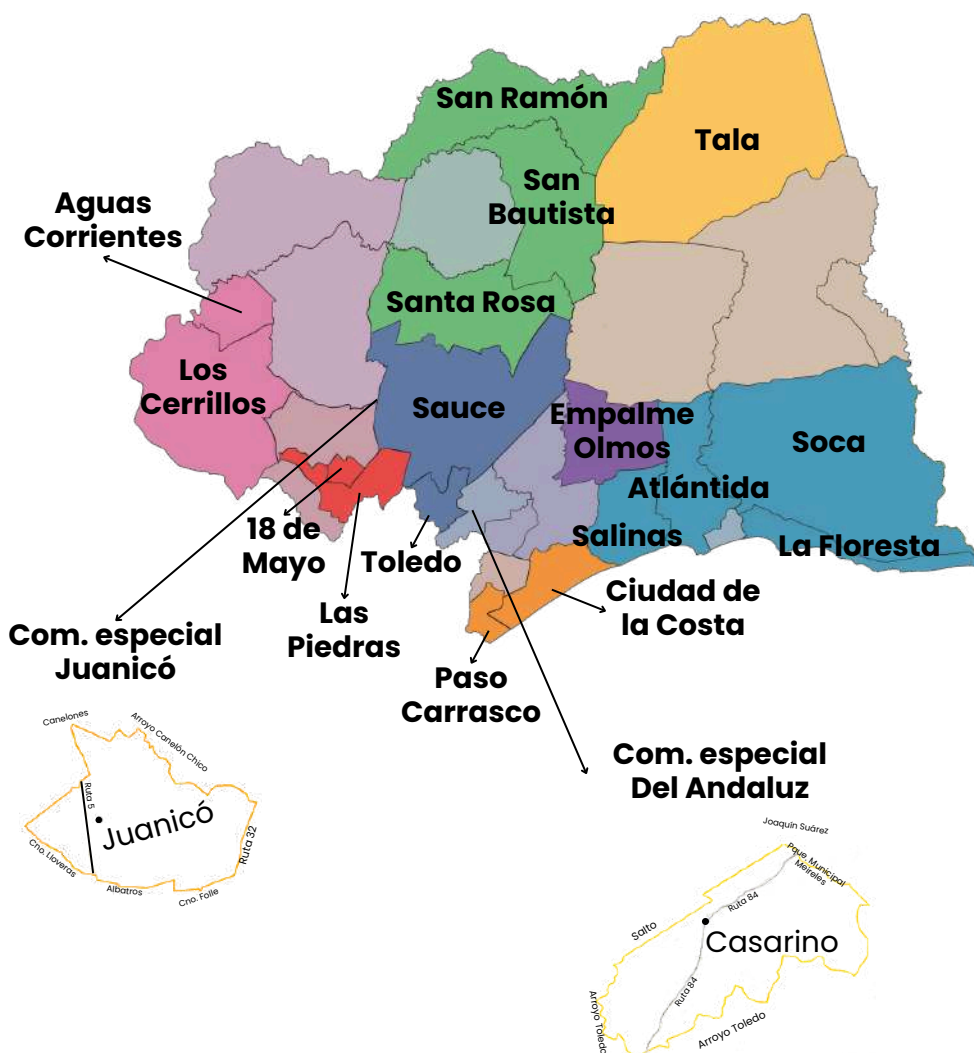 San Ramón
Tala
San
Bautista
Aguas
Corrientes
Santa Rosa
Los
Cerrillos
Sauce
Empalme
Olmos
Soca
Atlántida
18 de
Mayo
Toledo
Salinas
La Floresta
Las
Piedras
Ciudad de
la Costa
Com. especial
Juanicó
Paso
Carrasco
Com. especial
Del Andaluz
Canelones
Arroyo Canelón Chico
Ruta 5
Juanicó
Ruta 32
Cno. Lloveras
Albatros
Cno. Folle
Joaquín Suárez
Pque. Municipal
Meireles
Ruta 84
Salto
Casarino
Ruta 84
Arroyo Toledo
Arroyo Toledo